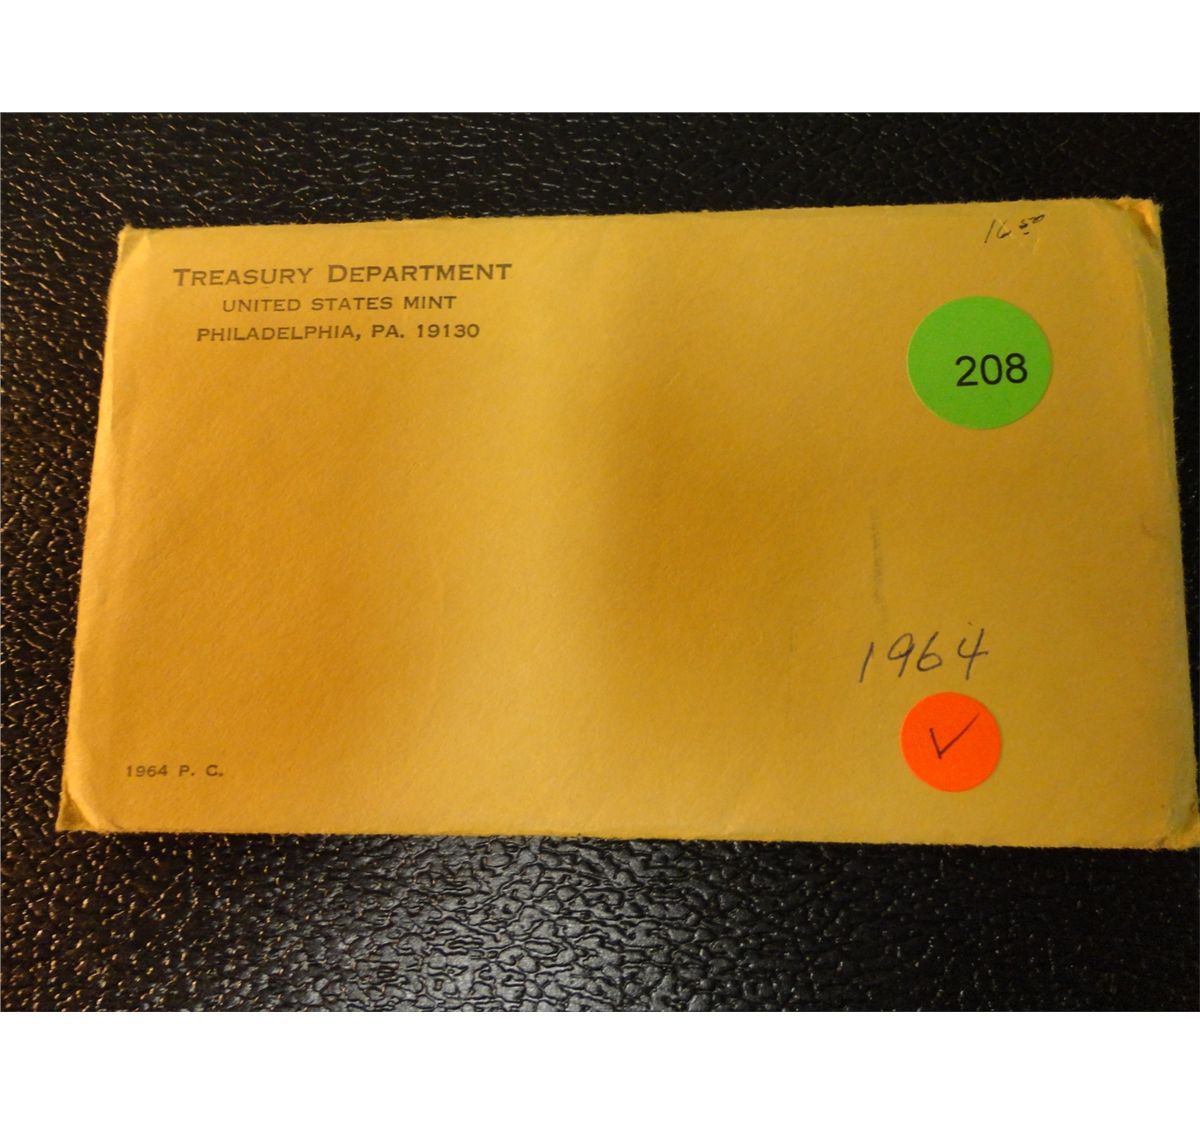 16 50
TREASURY DEPARTMENT
UNITED STATES MINT
PHILADELPHIA, PA. 19130
208
1964
1964 P. C.